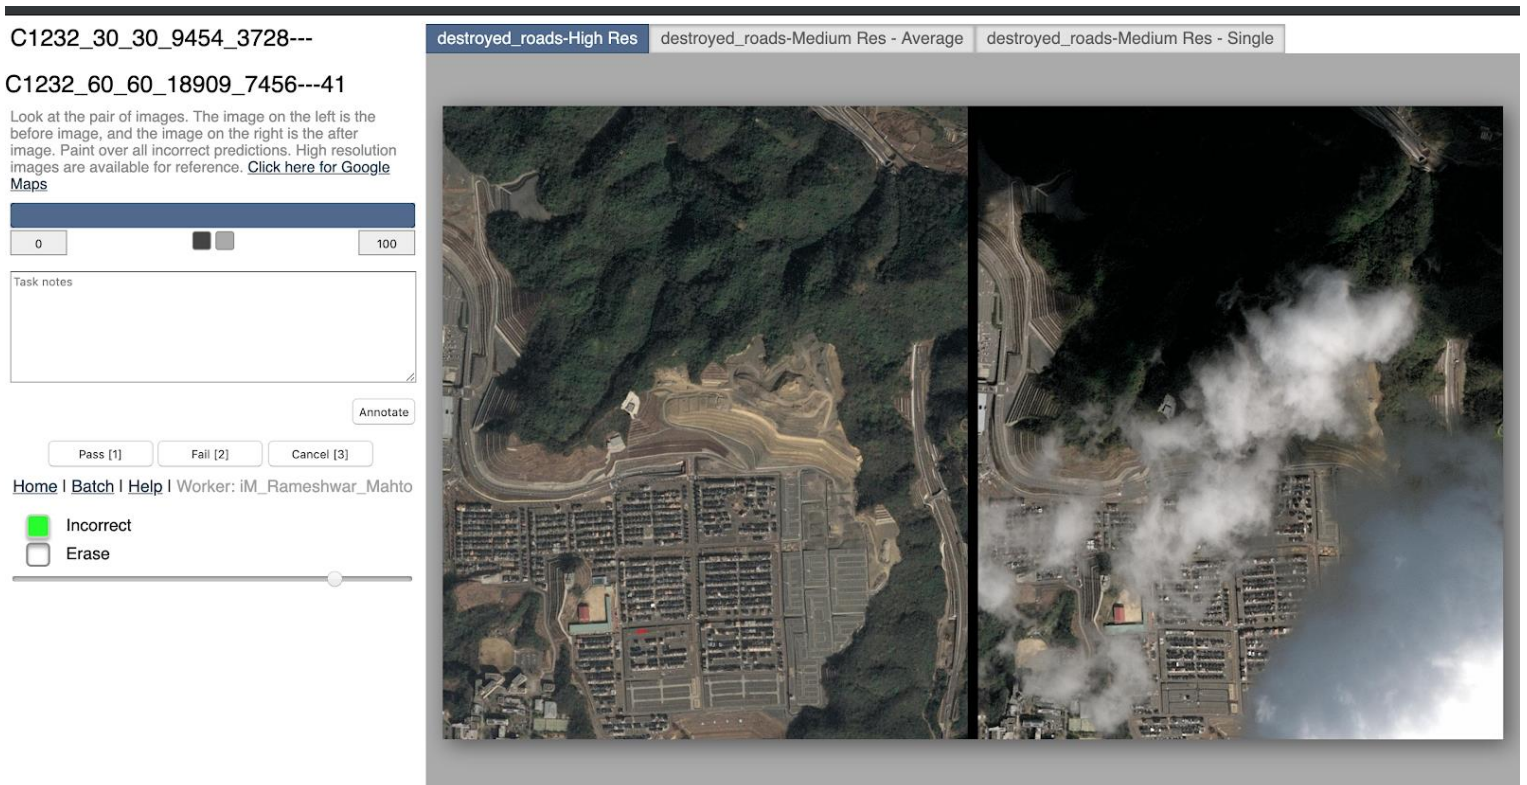 C1232_30_30_9454_3728---
C1232_60_60_18909_7456---41
Look at the pair of images. The image on the left is the
before image, and the image on the right is the after
image. Paint over all incorrect predictions. High resolution
images are available for reference. Click here for Google
Maps
0
100
Task notes
Annotate
Pass [1]
Fail [2]
Cancel [3]
Home | Batch | Help | Worker: iM_Rameshwar_Mahto
Incorrect
Erase
destroyed_roads-High Res
destroyed_roads-Medium Res - Average
destroyed_roads-Medium Res - Single